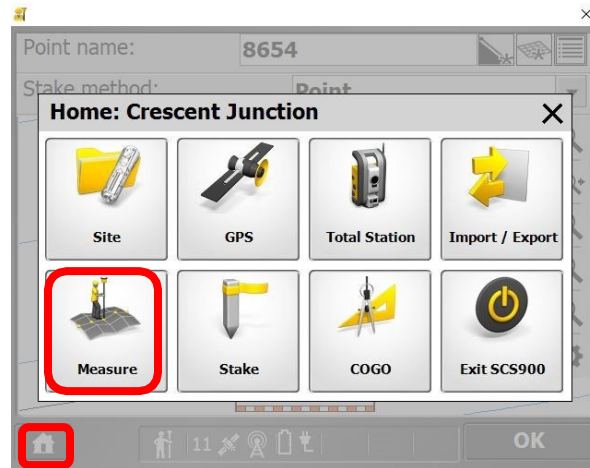 Point name: 8654
Stake method: Point
Home: Crescent Junction
Site GPS Total Station Import / Export
Measure Stake COGO Exit SCS900
11 OK